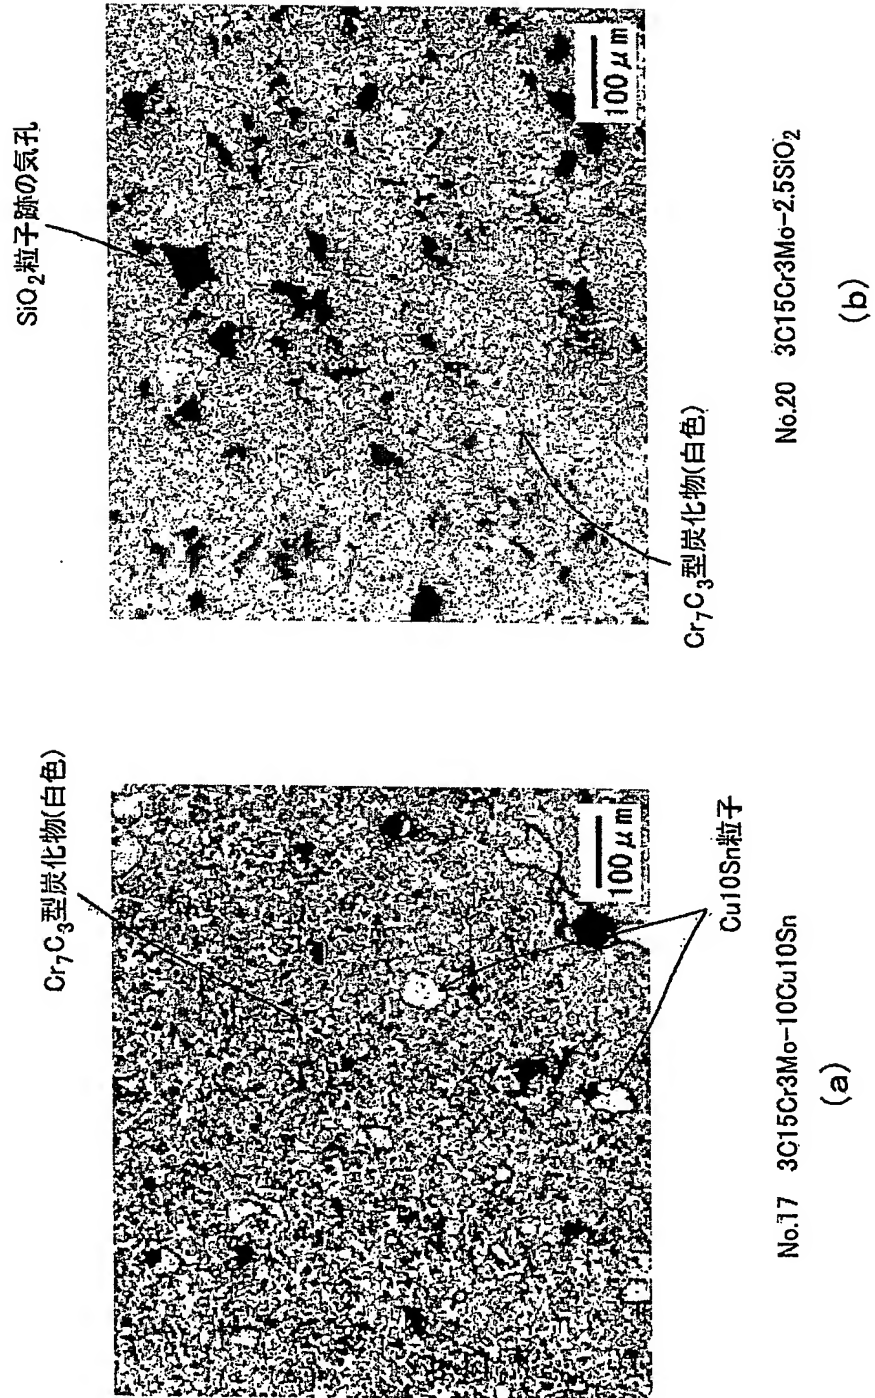 Cr₇C₃型炭化物(白色)
100μm
Cu10Sn粒子
No.17 3C15Cr3Mo-10Cu10Sn
(a)
SiO₂粒子跡の気孔
100μm
Cr₇C₃型炭化物(白色)
No.20 3C15Cr3Mo-2.5SiO₂
(b)